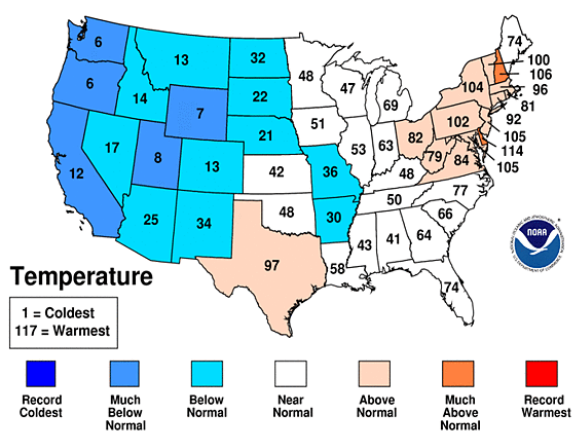 6
13
32
48
47
74
100
106
96
81
92
105
114
105
6
14
7
22
51
69
104
102
12
17
8
13
21
42
36
53
63
82
79
84
48
77
50
66
25
34
48
30
43
41
64
97
58
74
NOAA
Temperature
1 = Coldest
117 = Warmest
Record
Coldest
Much
Below
Normal
Below
Normal
Near
Normal
Above
Normal
Much
Above
Normal
Record
Warmest